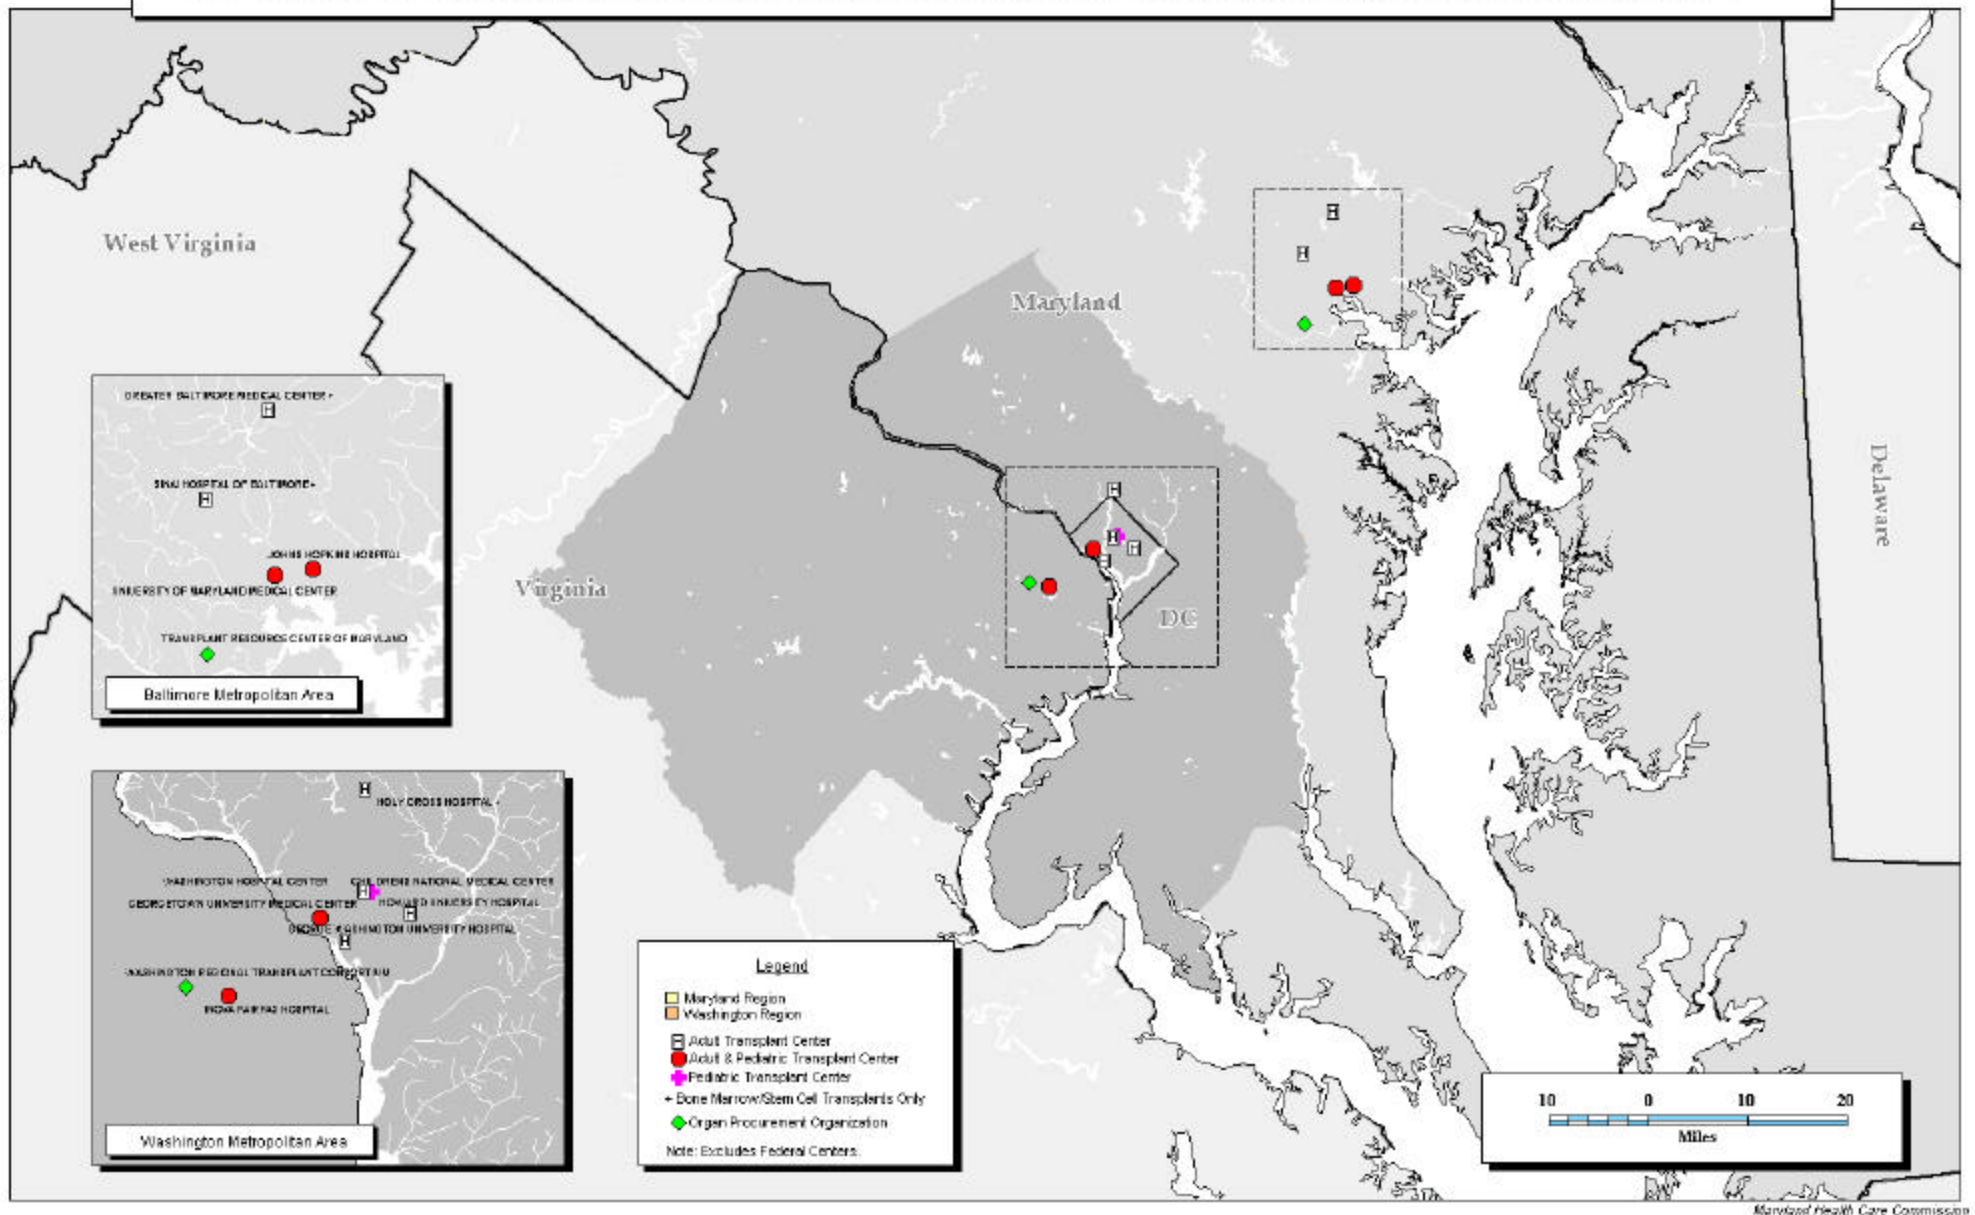 West Virginia
Maryland
Virginia
DC
Delaware
GREATER BALTIMORE MEDICAL CENTER +
SINAI HOSPITAL OF BALTIMORE +
JOHNS HOPKINS HOSPITAL
UNIVERSITY OF MARYLAND MEDICAL CENTER
TRANSPLANT RESOURCE CENTER OF MARYLAND
Baltimore Metropolitan Area
HOLY CROSS HOSPITAL +
WASHINGTON HOSPITAL CENTER
CHILDRENS NATIONAL MEDICAL CENTER
GEORGETOWN UNIVERSITY MEDICAL CENTER
HOWARD UNIVERSITY HOSPITAL
GEORGE WASHINGTON UNIVERSITY HOSPITAL
WASHINGTON REGIONAL TRANSPLANT CONSORTIUM
INOVA FAIRFAX HOSPITAL
Washington Metropolitan Area
Legend
Maryland Region
Washington Region
H Adult Transplant Center
Adult & Pediatric Transplant Center
Pediatric Transplant Center
+ Bone Marrow/Stem Cell Transplants Only
Organ Procurement Organization
Note: Excludes Federal Centers.
10 0 10 20
Miles
Maryland Health Care Commission